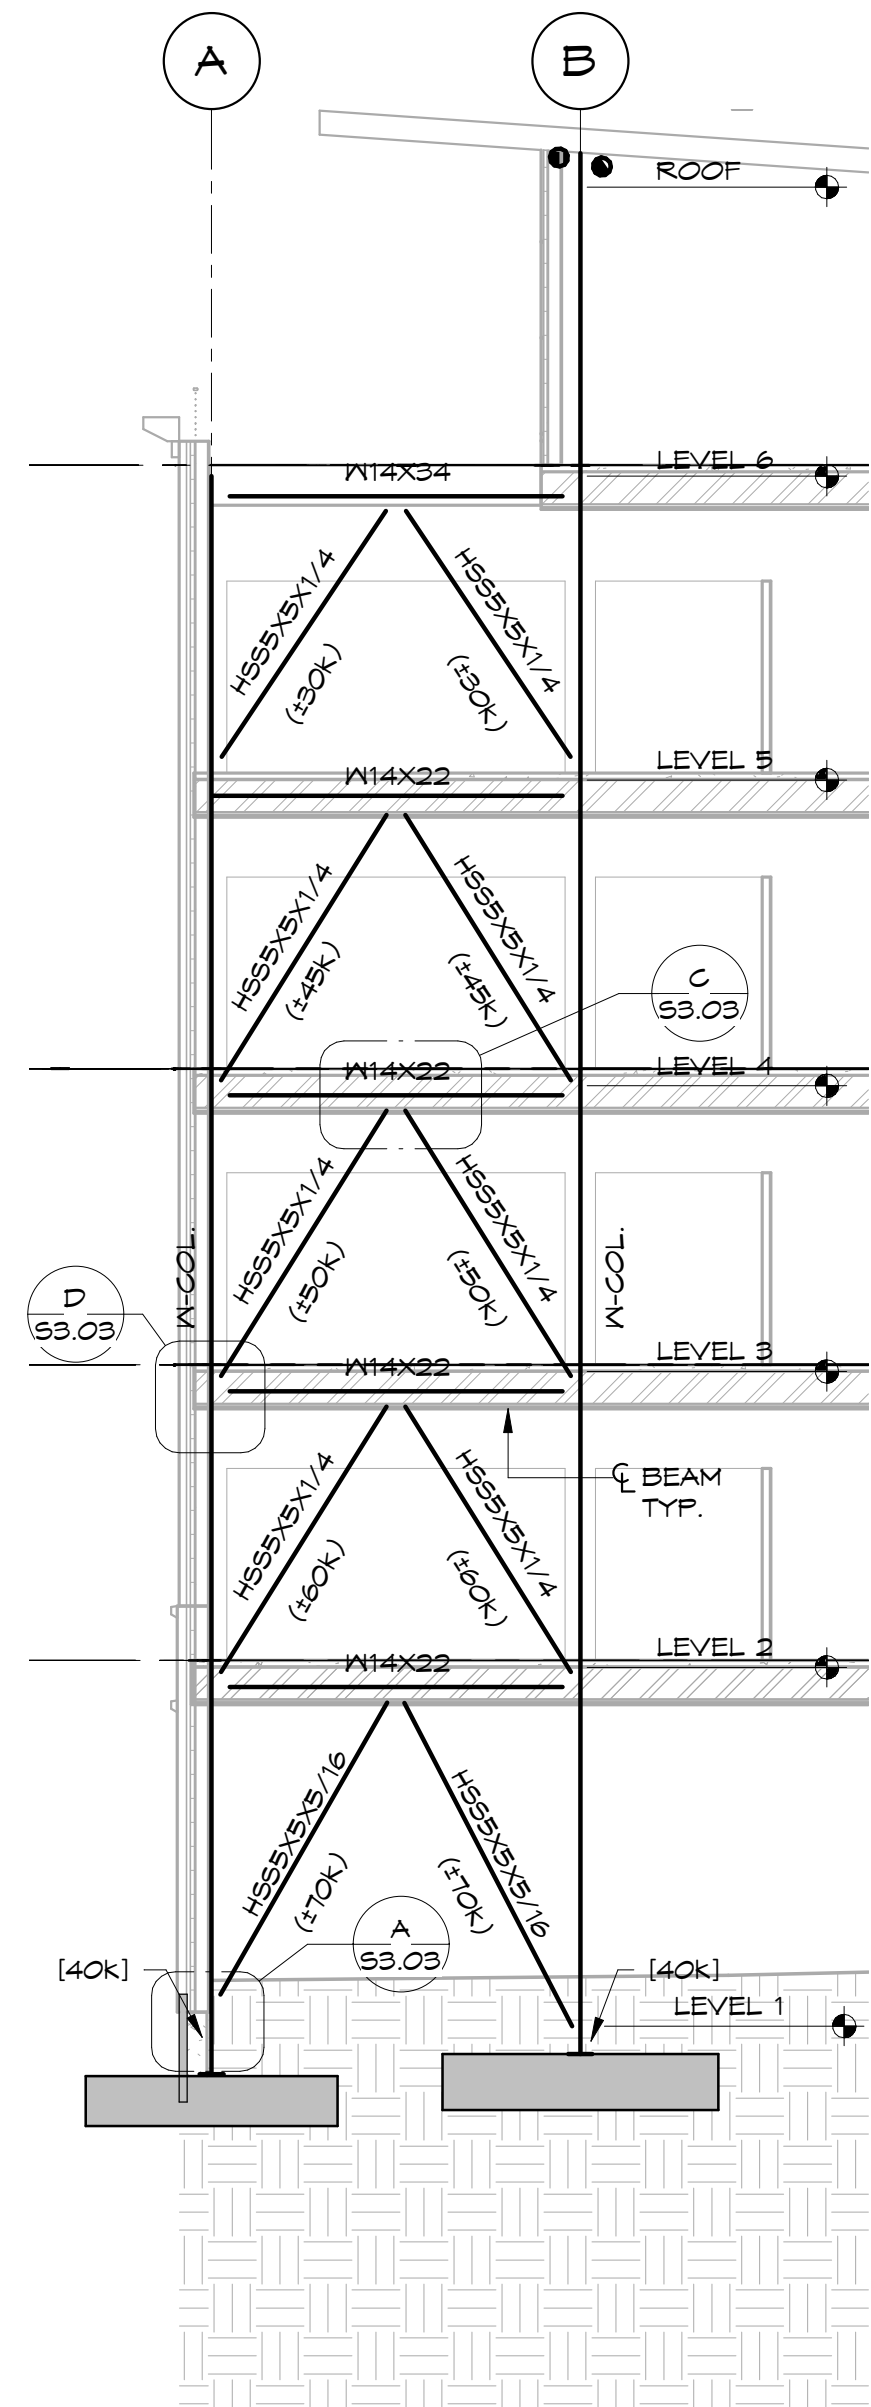 A
B
ROOF
LEVEL 6
W14X34
HSS5X5X1/4
HSS5X5X1/4
(±30K)
(±30K)
LEVEL 5
W14X22
HSS5X5X1/4
HSS5X5X1/4
(±45K)
(±45K)
C
S3.03
LEVEL 4
W14X22
HSS5X5X1/4
HSS5X5X1/4
(±50K)
(±50K)
W-COL.
W-COL.
D
S3.03
LEVEL 3
W14X22
HSS5X5X1/4
HSS5X5X1/4
℄ BEAM
TYP.
(±60K)
(±60K)
LEVEL 2
W14X22
HSS5X5X5/16
HSS5X5X5/16
(±70K)
(±70K)
A
S3.03
[40K]
[40K]
LEVEL 1